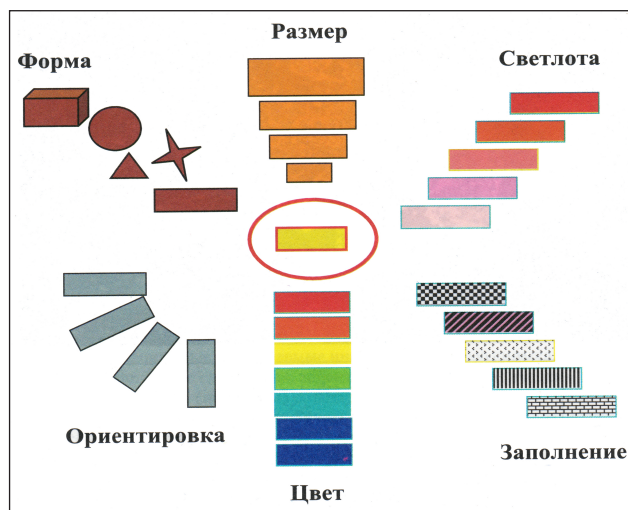 Размер
Форма
Светлота
Ориентировка
Заполнение
Цвет